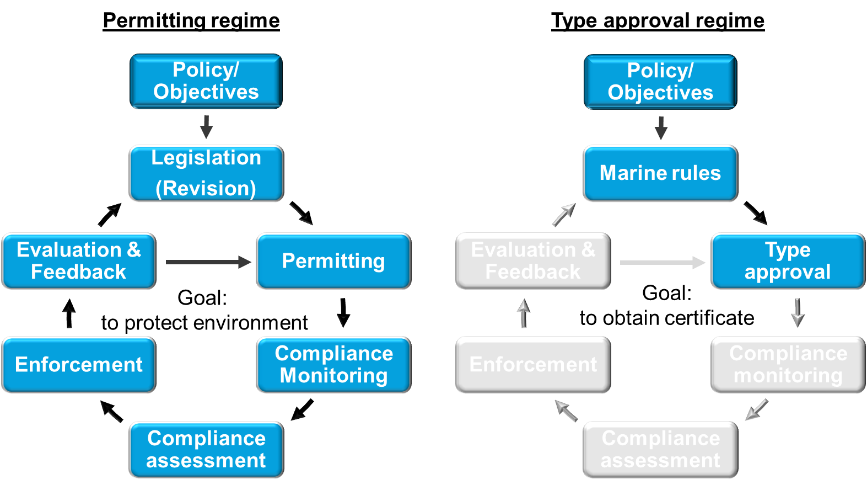 Permitting regime
Policy/
Objectives
Legislation
(Revision)
Evaluation &
Feedback
Permitting
Goal:
to protect environment
Enforcement
Compliance
Monitoring
Compliance
assessment
Type approval regime
Policy/
Objectives
Marine rules
Evaluation &
Feedback
Type
approval
Goal:
to obtain certificate
Enforcement
Compliance
monitoring
Compliance
assessment